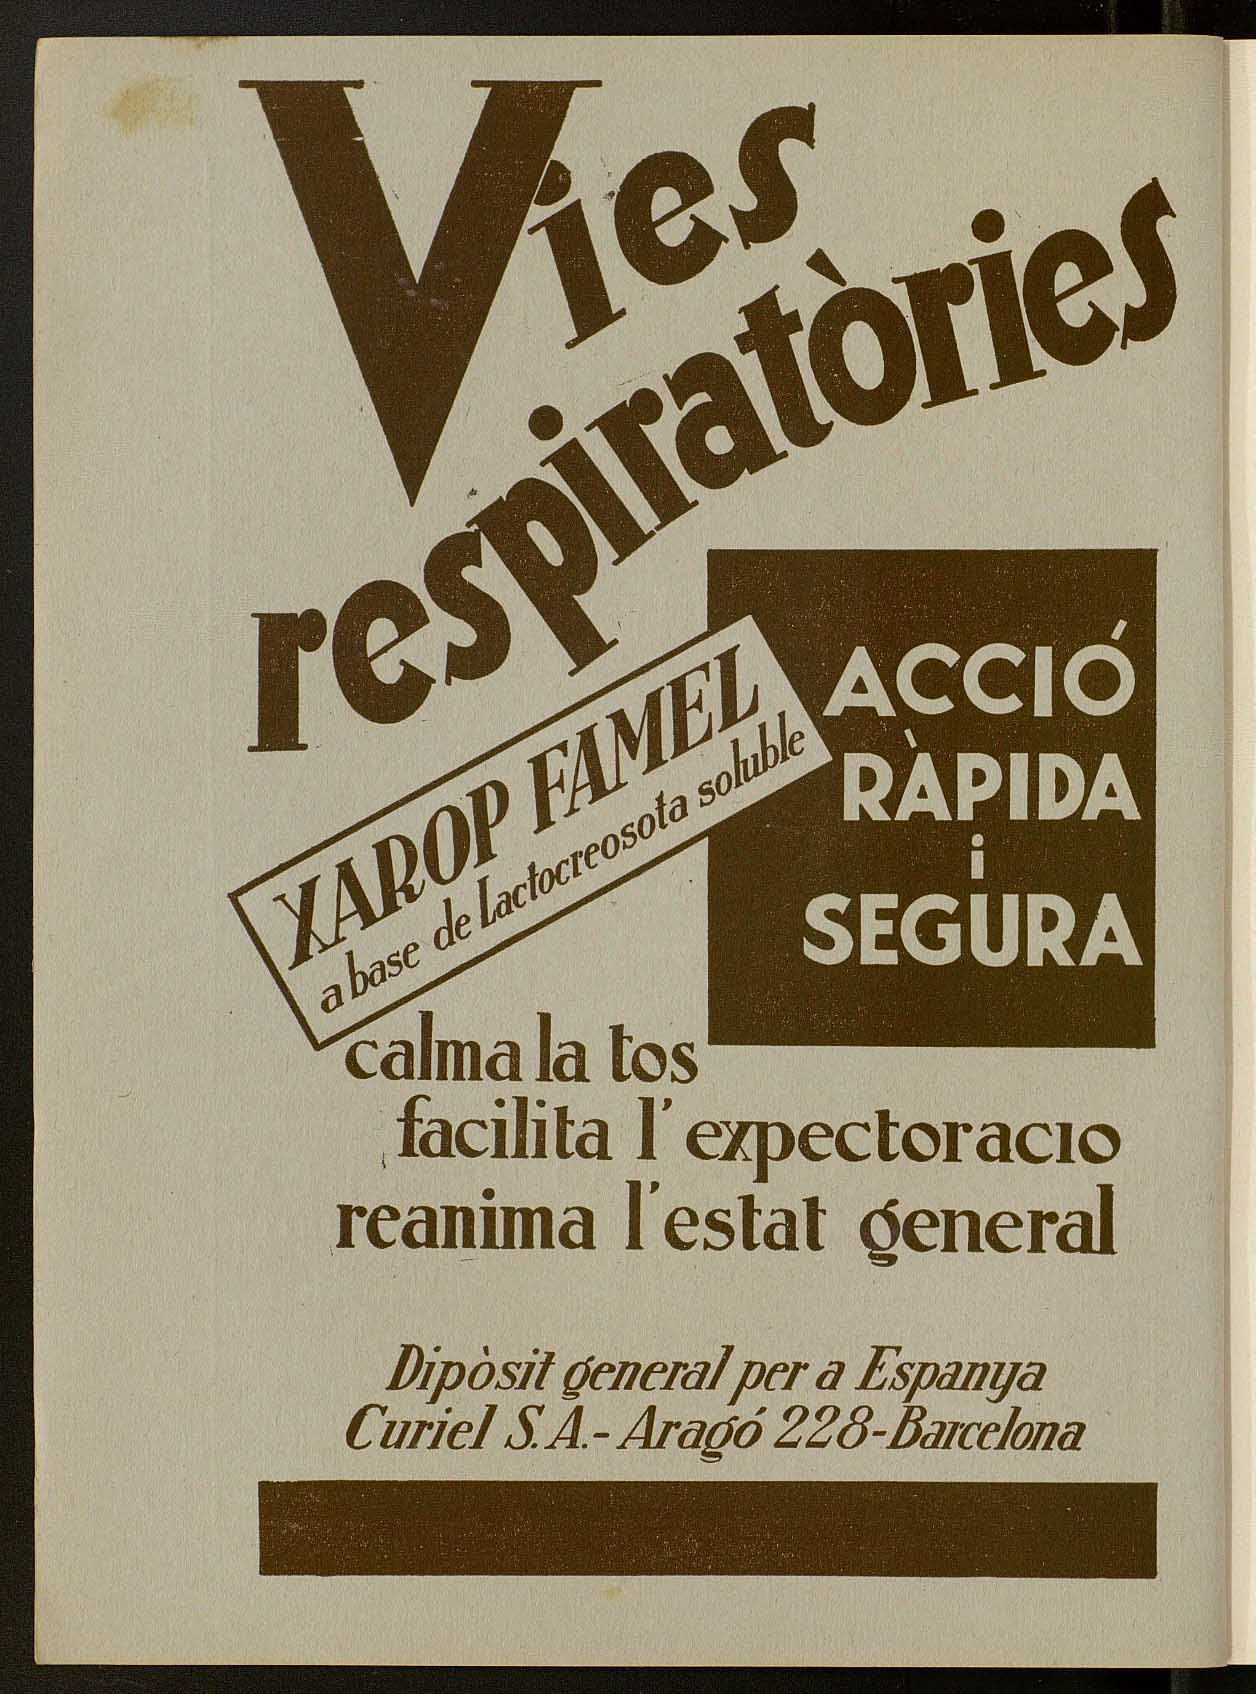 Vies
respiratòries
ACCIÓ
RÀPIDA
i
SEGURA
XAROP FAMEL
a base de Lactocreosota soluble
calma la tos
facilita l'expectoracio
reanima l'estat general
Dipòsit general per a Espanya
Curiel S.A.-Aragó 228-Barcelona